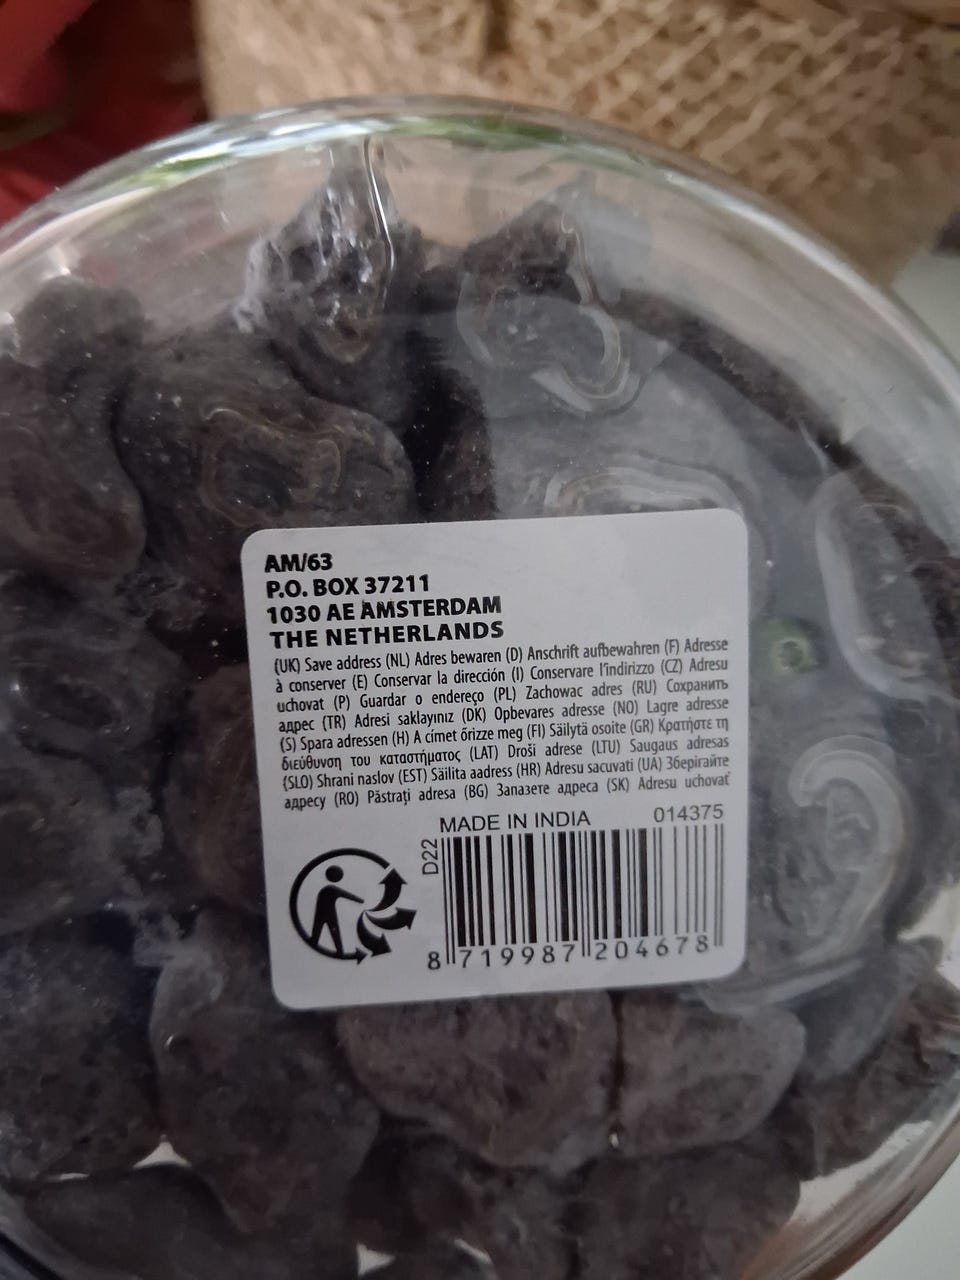 AM/63
P.O. BOX 37211
1030 AE AMSTERDAM
THE NETHERLANDS
(UK) Save address (NL) Adres bewaren (D) Anschrift aufbewahren (F) Adresse
à conserver (E) Conservar la dirección (I) Conservare l'indirizzo (CZ) Adresu
uchovat (P) Guardar o endereço (PL) Zachowac adres (RU) Сохранить
адрес (TR) Adresi saklayınız (DK) Opbevares adresse (NO) Lagre adresse
(S) Spara adressen (H) A címet őrizze meg (FI) Säilytä osoite (GR) Κρατήστε τη
διεύθυνση του καταστήματος (LAT) Droši adrese (LTU) Saugaus adresas
(SLO) Shrani naslov (EST) Säilita aadress (HR) Adresu sacuvati (UA) Зберігайте
адресу (RO) Păstrați adresa (BG) Запазете адреса (SK) Adresu uchovať
MADE IN INDIA 014375
D22
8 719987 204678